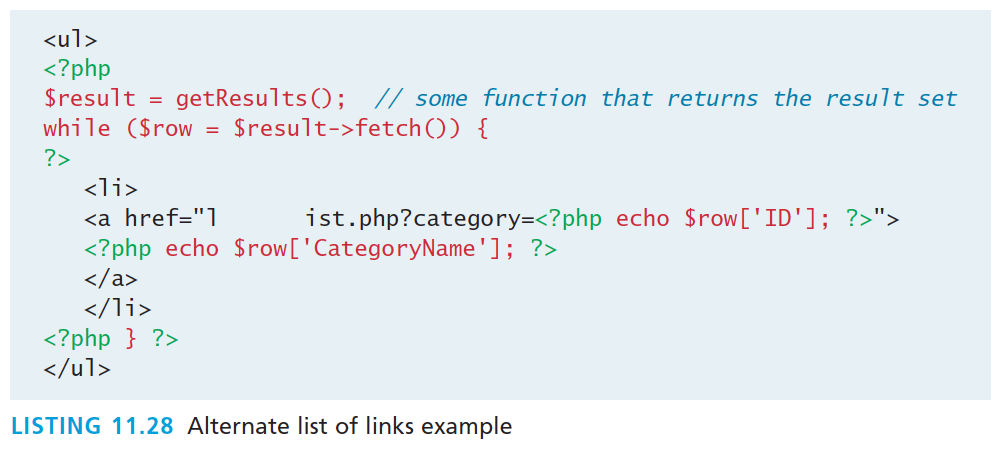 <ul>
<?php
$result = getResults();  // some function that returns the result set
while ($row = $result->fetch()) {
?>
   <li>
   <a href="l      ist.php?category=<?php echo $row['ID']; ?>">
   <?php echo $row['CategoryName']; ?>
   </a>
   </li>
<?php } ?>
</ul>
LISTING 11.28 Alternate list of links example